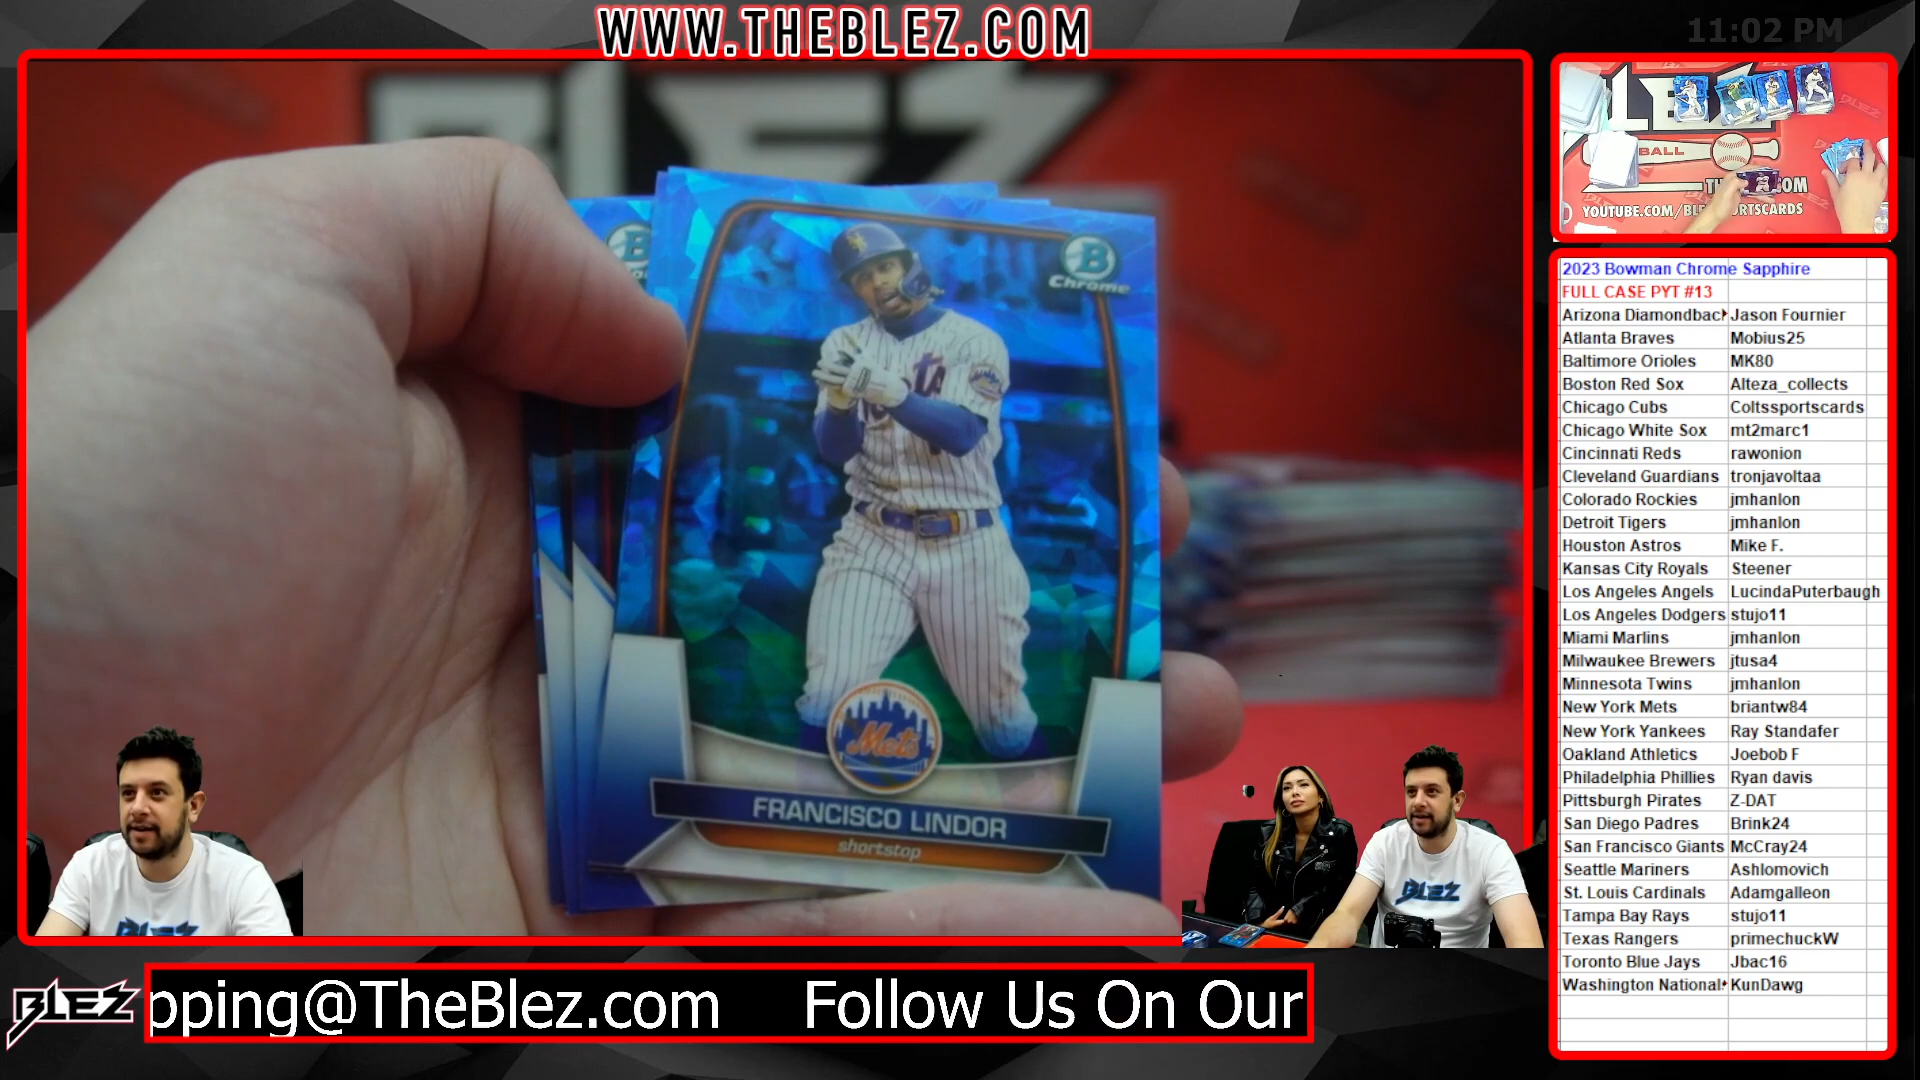 WWW.THEBLEZ.COM
11:02 PM
B
Chrome
Mets
FRANCISCO LINDOR
shortstop
BLEZ
BLEZ
pping@TheBlez.com Follow Us On Our
BALL
YOUTUBE.COM/
2023 Bowman Chrome Sapphire
FULL CASE PYT #13
Arizona Diamondbac Jason Fournier
Atlanta Braves Mobius25
Baltimore Orioles MK80
Boston Red Sox Alteza_collects
Chicago Cubs Coltssportscards
Chicago White Sox mt2marc1
Cincinnati Reds rawonion
Cleveland Guardians tronjavoltaa
Colorado Rockies jmhanlon
Detroit Tigers jmhanlon
Houston Astros Mike F.
Kansas City Royals Steener
Los Angeles Angels LucindaPuterbaugh
Los Angeles Dodgers stujo11
Miami Marlins jmhanlon
Milwaukee Brewers jtusa4
Minnesota Twins jmhanlon
New York Mets briantw84
New York Yankees Ray Standafer
Oakland Athletics Joebob F
Philadelphia Phillies Ryan davis
Pittsburgh Pirates Z-DAT
San Diego Padres Brink24
San Francisco Giants McCray24
Seattle Mariners Ashlomovich
St. Louis Cardinals Adamgalleon
Tampa Bay Rays stujo11
Texas Rangers primechuckW
Toronto Blue Jays Jbac16
Washington National KunDawg